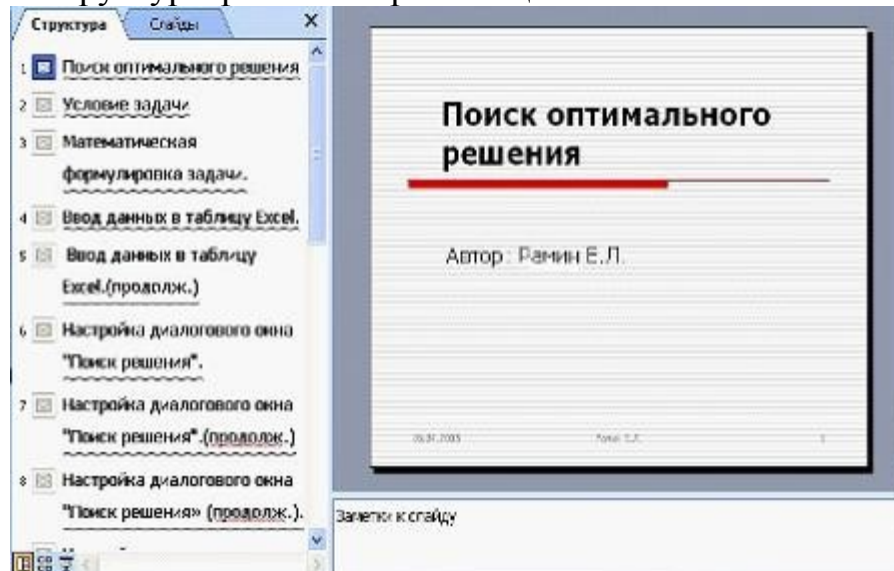 Структура Слайды
1 Поиск оптимального решения
2 Условие задачи
3 Математическая
формулировка задачи.
4 Ввод данных в таблицу Excel.
5 Ввод данных в таблицу
Excel.(продолж.)
6 Настройка диалогового окна
"Поиск решения".
7 Настройка диалогового окна
"Поиск решения".(продолж.)
8 Настройка диалогового окна
"Поиск решения» (продолж.).
Поиск оптимального
решения
Автор: Рамин Е.Л.
Заметки к слайду